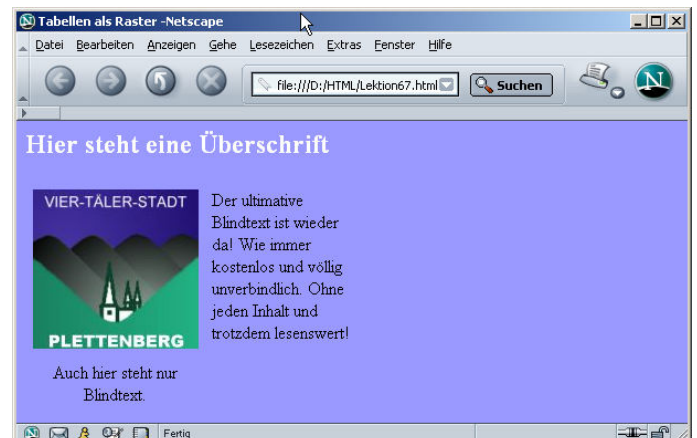 Tabellen als Raster -Netscape
Datei Bearbeiten Anzeigen Gehe Lesezeichen Extras Fenster Hilfe
file:///D:/HTML/Lektion67.html Suchen
N
Hier steht eine Überschrift
VIER-TÄLER-STADT
PLETTENBERG
Der ultimative
Blindtext ist wieder
da! Wie immer
kostenlos und völlig
unverbindlich. Ohne
jeden Inhalt und
trotzdem lesenswert!
Auch hier steht nur
Blindtext.
Fertig